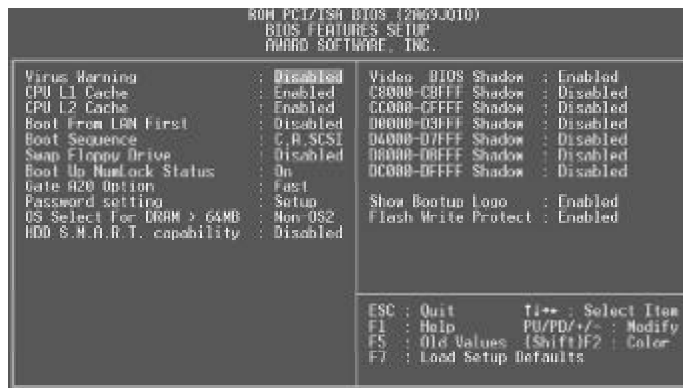 ROM PCI/ISA BIOS (2A69JQ1Q)
BIOS FEATURES SETUP
AWARD SOFTWARE, INC.
Virus Warning : Disabled
CPU L1 Cache : Enabled
CPU L2 Cache : Enabled
Boot From LAN First : Disabled
Boot Sequence : C,A,SCSI
Swap Floppy Drive : Disabled
Boot Up NumLock Status : On
Gate A20 Option : Fast
Password setting : Setup
OS Select For DRAM > 64MB : Non-OS2
HDD S.M.A.R.T. capability : Disabled
Video BIOS Shadow : Enabled
C8000-CBFFF Shadow : Disabled
CC000-CFFFF Shadow : Disabled
D0000-D3FFF Shadow : Disabled
D4000-D7FFF Shadow : Disabled
D8000-DBFFF Shadow : Disabled
DC000-DFFFF Shadow : Disabled
Show Bootup Logo : Enabled
Flash Write Protect : Enabled
ESC : Quit ↑↓→← : Select Item
F1 : Help PU/PD/+/- : Modify
F5 : Old Values (Shift)F2 : Color
F7 : Load Setup Defaults